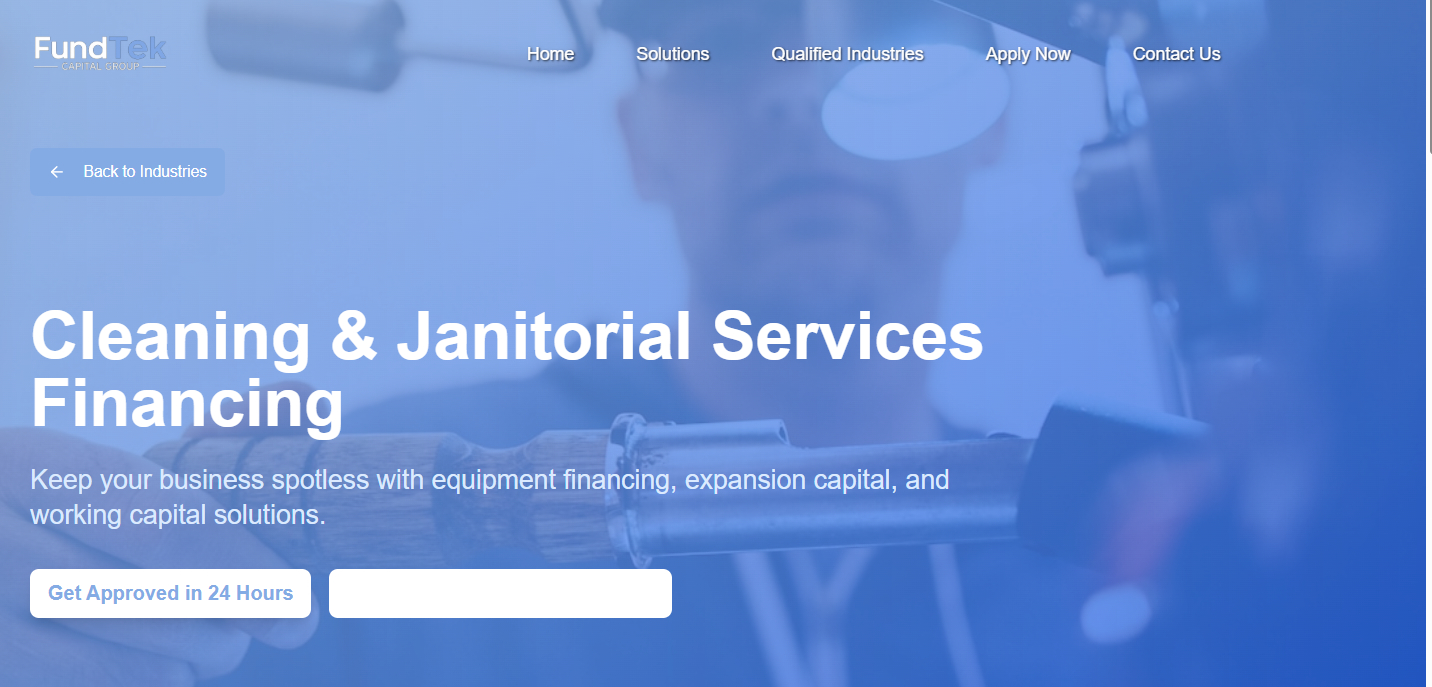 FundTek
CAPITAL GROUP
Home Solutions Qualified Industries Apply Now Contact Us
Back to Industries
Cleaning & Janitorial Services
Financing
Keep your business spotless with equipment financing, expansion capital, and
working capital solutions.
Get Approved in 24 Hours